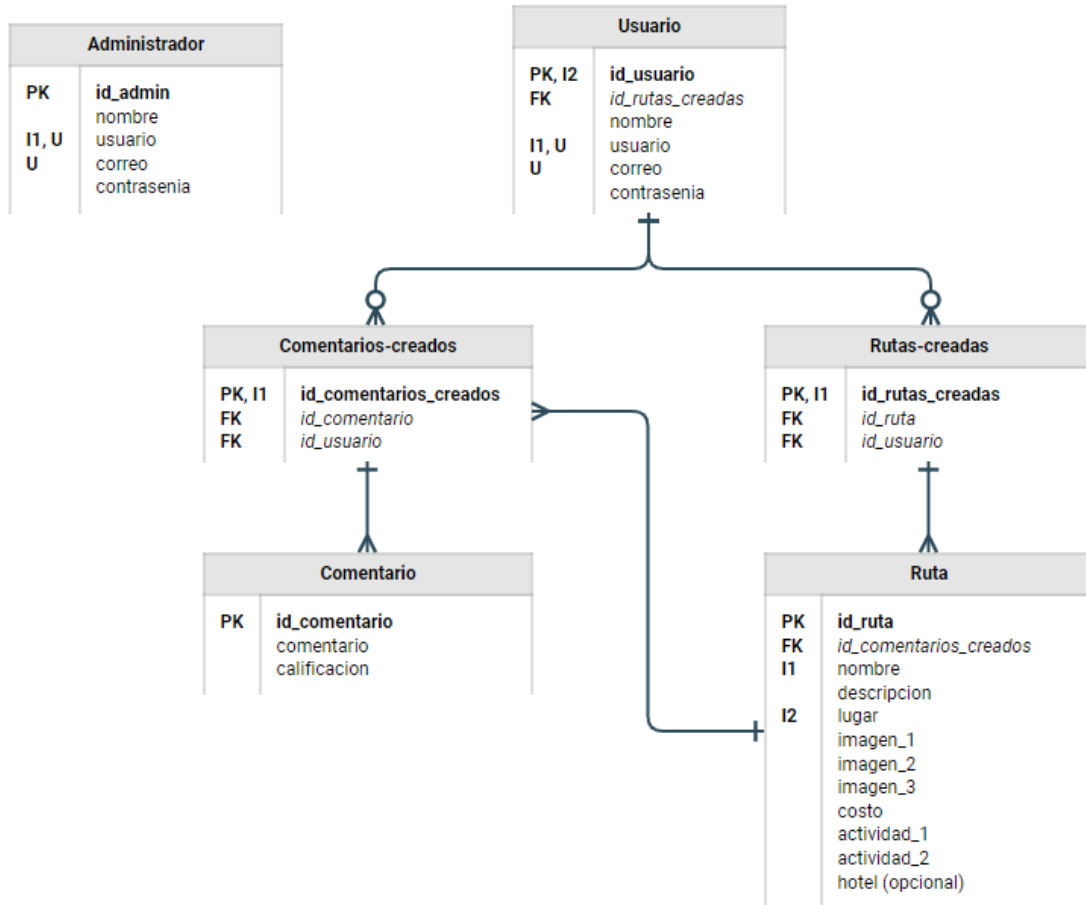 Administrador
PK id_admin
nombre
I1, U usuario
U correo
contrasenia
Usuario
PK, I2 id_usuario
FK id_rutas_creadas
nombre
I1, U usuario
U correo
contrasenia
Comentarios-creados
PK, I1 id_comentarios_creados
FK id_comentario
FK id_usuario
Rutas-creadas
PK, I1 id_rutas_creadas
FK id_ruta
FK id_usuario
Comentario
PK id_comentario
comentario
calificacion
Ruta
PK id_ruta
FK id_comentarios_creados
I1 nombre
descripcion
I2 lugar
imagen_1
imagen_2
imagen_3
costo
actividad_1
actividad_2
hotel (opcional)